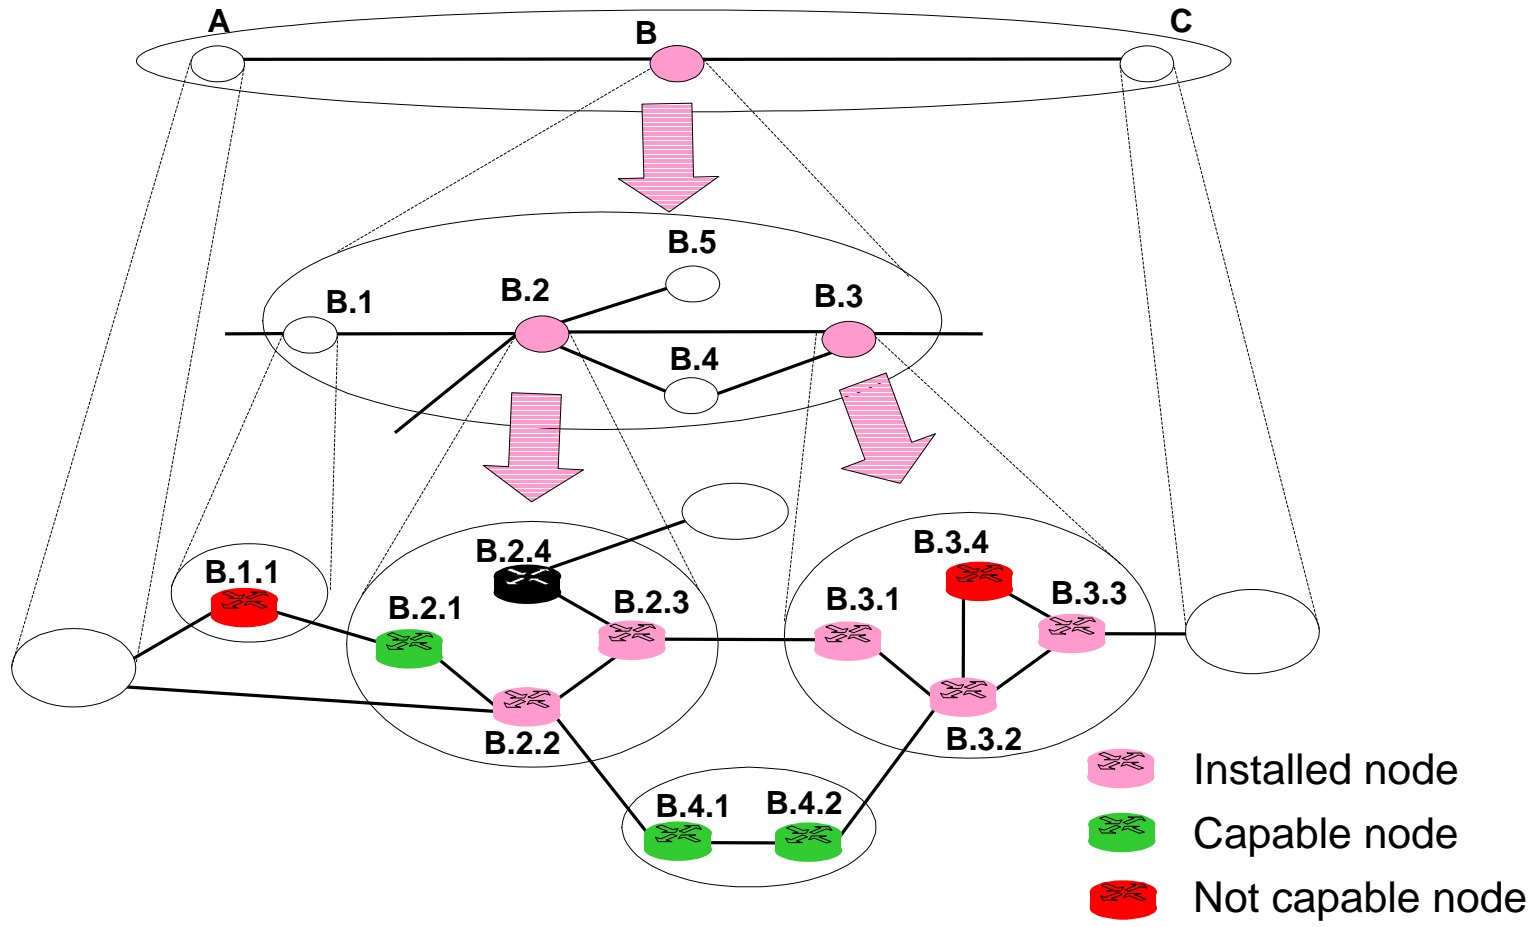 A
B
C
B.5
B.1
B.2
B.3
B.4
B.2.4
B.3.4
B.1.1
B.2.1
B.2.3
B.3.1
B.3.3
B.2.2
B.3.2
B.4.1
B.4.2
Installed node
Capable node
Not capable node